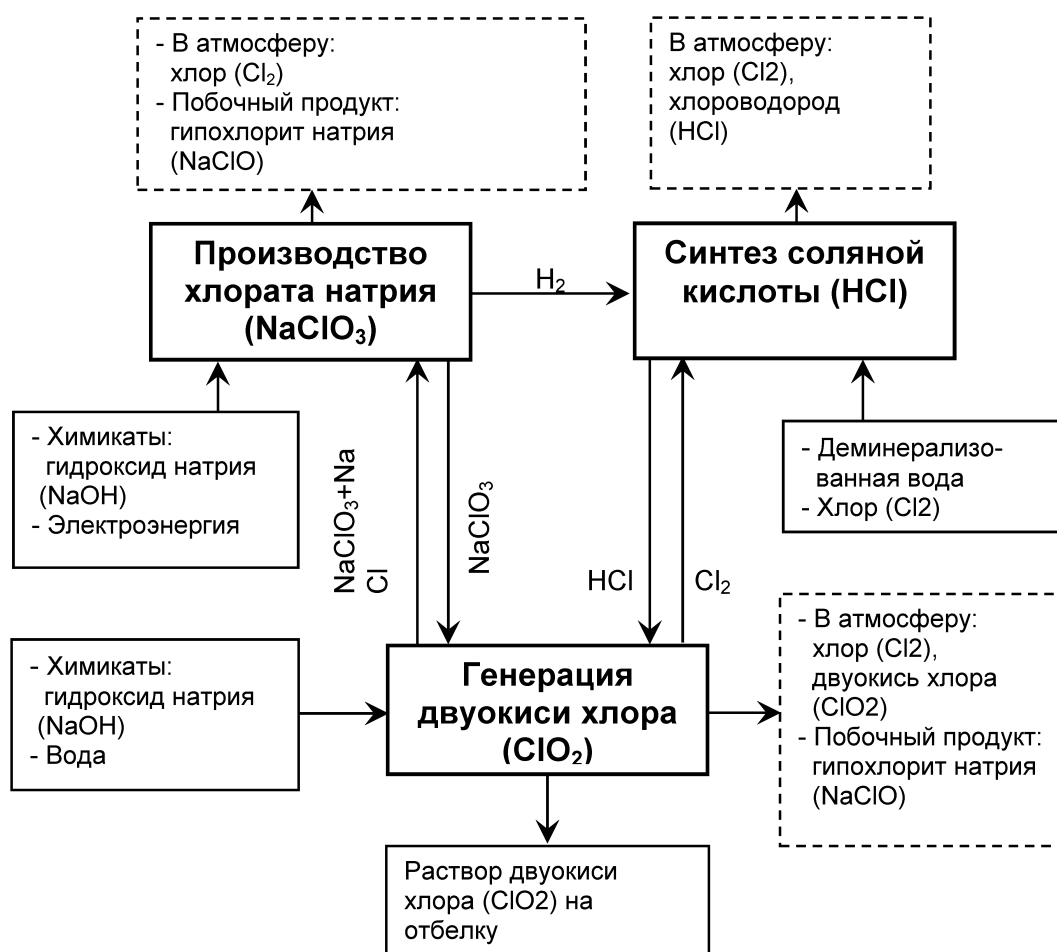 - В атмосферу:
хлор (Cl₂)
- Побочный продукт:
гипохлорит натрия
(NaClO)
В атмосферу:
хлор (Cl2),
хлороводород
(HCl)
Производство
хлората натрия
(NaClO₃)
H₂
Синтез соляной
кислоты (HCl)
- Химикаты:
гидроксид натрия
(NaOH)
- Электроэнергия
NaClO₃+Na
Cl
NaClO₃
HCl
Cl₂
- Деминерализо-
ванная вода
- Хлор (Cl2)
- Химикаты:
гидроксид натрия
(NaOH)
- Вода
Генерация
двуокиси хлора
(ClO₂)
- В атмосферу:
хлор (Cl2),
двуокись хлора
(ClO2)
- Побочный продукт:
гипохлорит натрия
(NaClO)
Раствор двуокиси
хлора (ClO2) на
отбелку